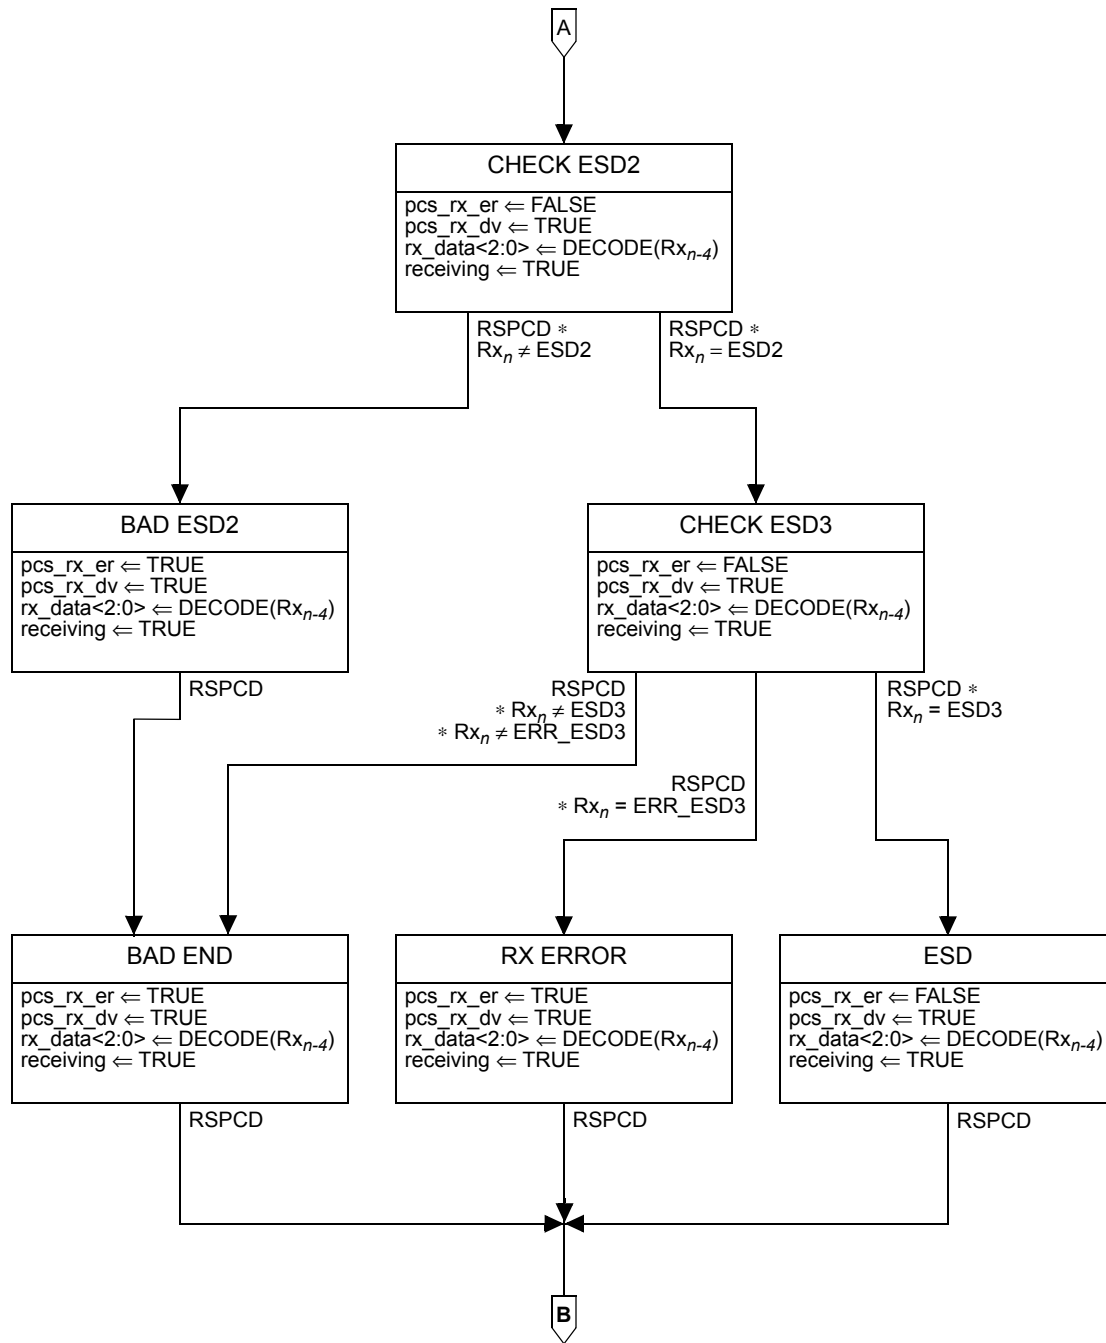 A
CHECK ESD2
pcs_rx_er ⇐ FALSE
pcs_rx_dv ⇐ TRUE
rx_data<2:0> ⇐ DECODE(Rxn-4)
receiving ⇐ TRUE
RSPCD ∗
Rxn ≠ ESD2
RSPCD ∗
Rxn = ESD2
BAD ESD2
pcs_rx_er ⇐ TRUE
pcs_rx_dv ⇐ TRUE
rx_data<2:0> ⇐ DECODE(Rxn-4)
receiving ⇐ TRUE
CHECK ESD3
pcs_rx_er ⇐ FALSE
pcs_rx_dv ⇐ TRUE
rx_data<2:0> ⇐ DECODE(Rxn-4)
receiving ⇐ TRUE
RSPCD
RSPCD
∗ Rxn ≠ ESD3
∗ Rxn ≠ ERR_ESD3
RSPCD
∗ Rxn = ERR_ESD3
RSPCD ∗
Rxn = ESD3
BAD END
pcs_rx_er ⇐ TRUE
pcs_rx_dv ⇐ TRUE
rx_data<2:0> ⇐ DECODE(Rxn-4)
receiving ⇐ TRUE
RX ERROR
pcs_rx_er ⇐ TRUE
pcs_rx_dv ⇐ TRUE
rx_data<2:0> ⇐ DECODE(Rxn-4)
receiving ⇐ TRUE
ESD
pcs_rx_er ⇐ FALSE
pcs_rx_dv ⇐ TRUE
rx_data<2:0> ⇐ DECODE(Rxn-4)
receiving ⇐ TRUE
RSPCD
RSPCD
RSPCD
B